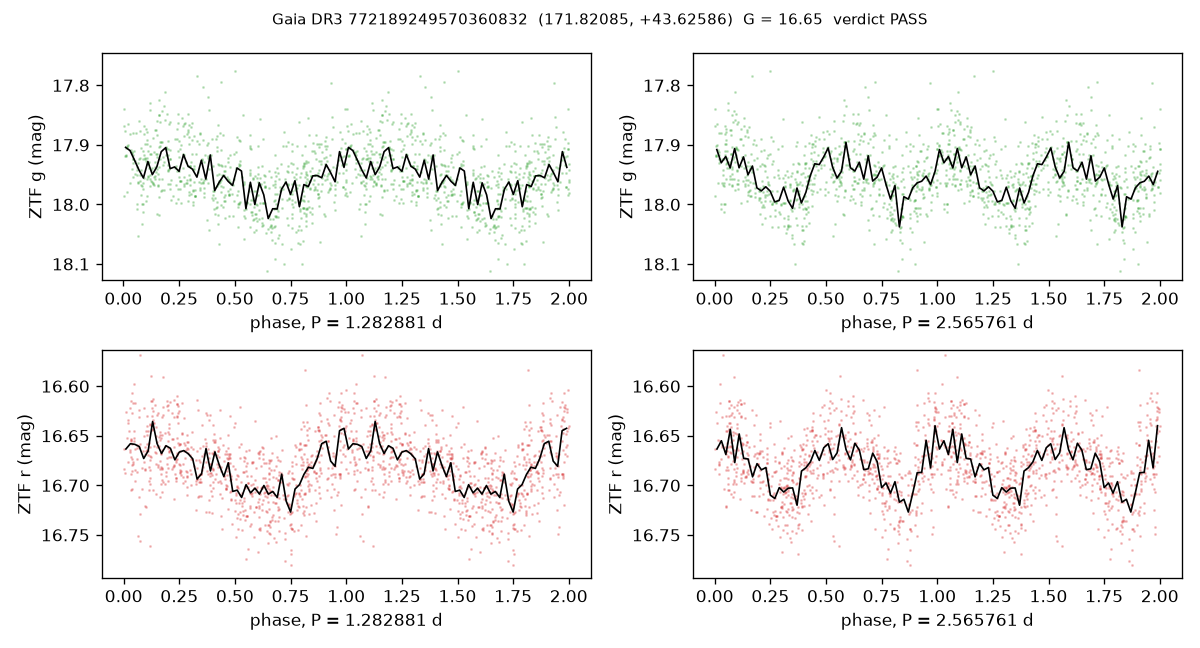 Gaia DR3 772189249570360832 (171.82085, +43.62586) G = 16.65 verdict PASS
ZTF g (mag)
17.8
17.9
18.0
18.1
0.00 0.25 0.50 0.75 1.00 1.25 1.50 1.75 2.00
phase, P = 1.282881 d
ZTF g (mag)
17.8
17.9
18.0
18.1
0.00 0.25 0.50 0.75 1.00 1.25 1.50 1.75 2.00
phase, P = 2.565761 d
ZTF r (mag)
16.60
16.65
16.70
16.75
0.00 0.25 0.50 0.75 1.00 1.25 1.50 1.75 2.00
phase, P = 1.282881 d
ZTF r (mag)
16.60
16.65
16.70
16.75
0.00 0.25 0.50 0.75 1.00 1.25 1.50 1.75 2.00
phase, P = 2.565761 d